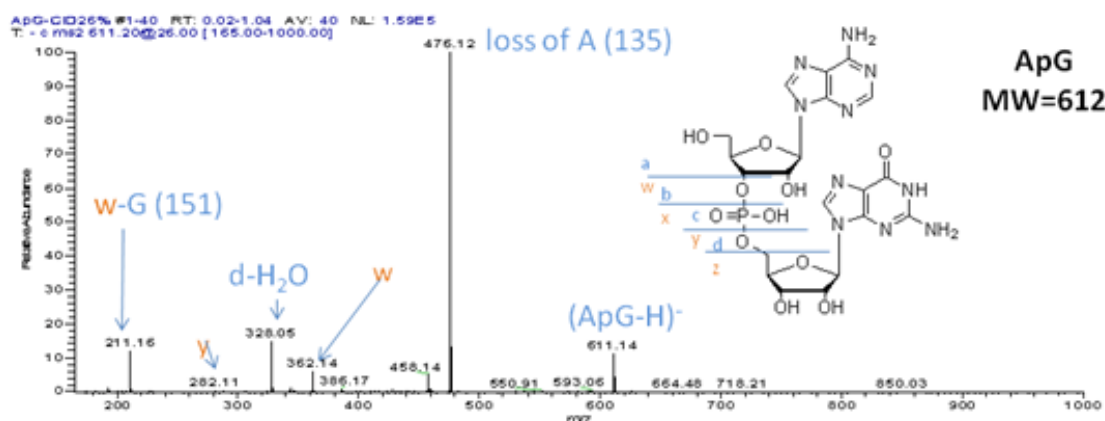 ApG-CID26% #1-40 RT: 0.02-1.04 AV: 40 NL: 1.59E5
T: - c ms2 611.20@26.00 [165.00-1000.00]
476.12
loss of A (135)
ApG
MW=612
NH₂
N
N
N
N
HO
O
a
w
O
OH
b
x
O=P-OH
c
y
O
d
z
O
N
N
NH
N
NH₂
O
OH
OH
w-G (151)
d-H₂O
w
y
(ApG-H)⁻
211.16
282.11
328.05
362.14
386.17
458.14
550.91
593.06
611.14
664.48
718.21
850.03
Relative Abundance
100
90
80
70
60
50
40
30
20
10
0
200
300
400
500
600
700
800
900
1000
m/z